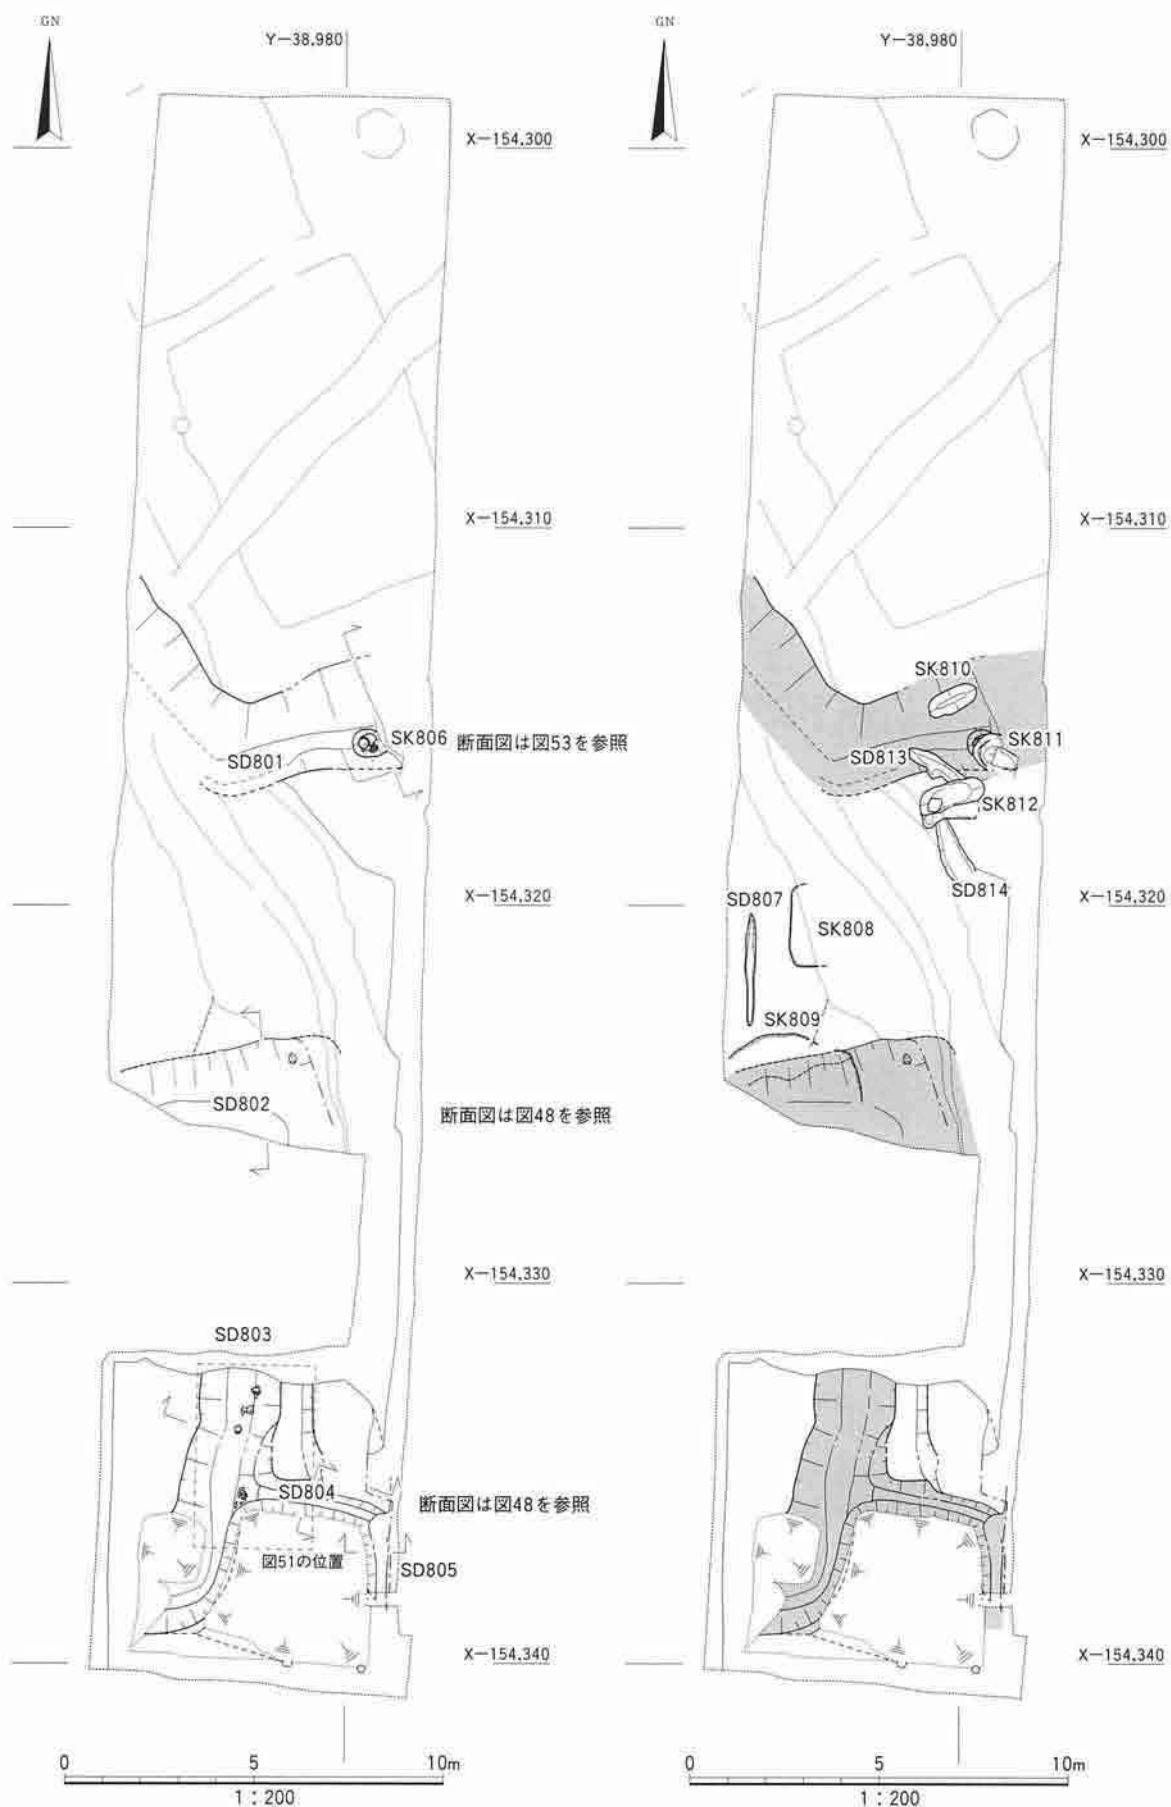 GN
Y-38,980
X-154,300
X-154,310
SK806 断面図は図53を参照
SD801
X-154,320
SD802
断面図は図48を参照
X-154,330
SD803
SD804
断面図は図48を参照
図51の位置
SD805
X-154,340
0 5 10m
1:200
GN
Y-38,980
X-154,300
X-154,310
SK810
SK811
SD813
SK812
SD814
X-154,320
SD807
SK808
SK809
X-154,330
X-154,340
0 5 10m
1:200